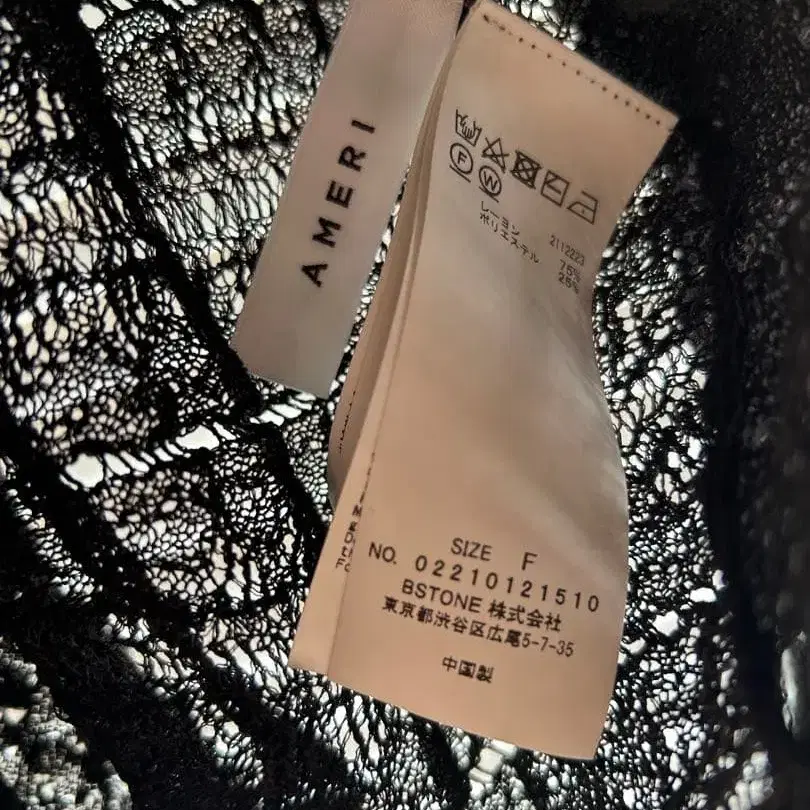 AMERI
F
W
2112223
レーヨン 75%
ポリエステル 25%
SIZE F
NO. 02210121510
BSTONE 株式会社
東京都渋谷区広尾5-7-35
中国製